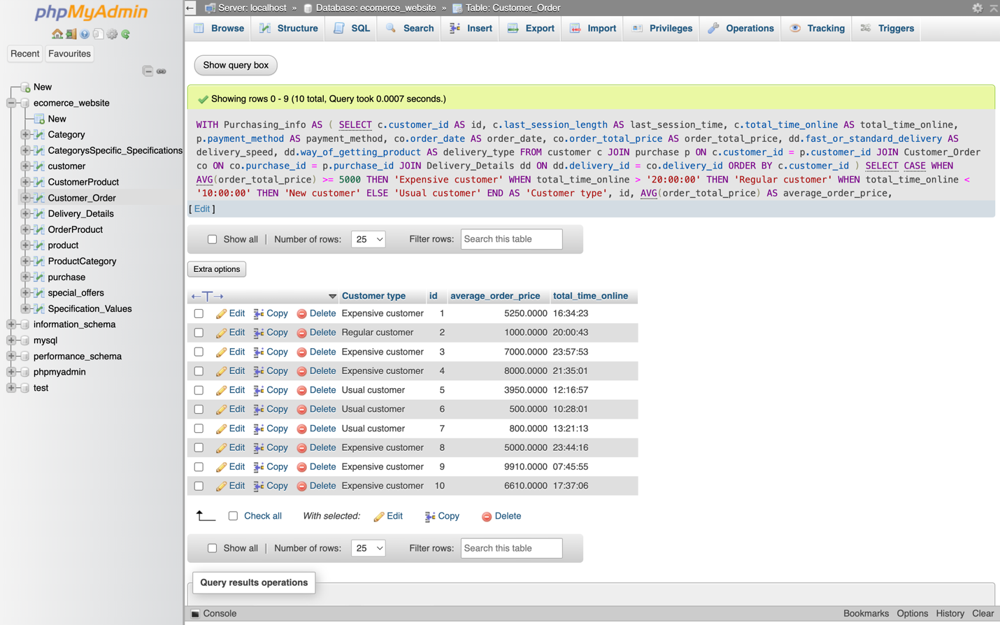 phpMyAdmin
Recent
Favourites
New
ecomerce_website
New
Category
CategorysSpecific_Specifications
customer
CustomerProduct
Customer_Order
Delivery_Details
OrderProduct
product
ProductCategory
purchase
special_offers
Specification_Values
information_schema
mysql
performance_schema
phpmyadmin
test
Server: localhost » Database: ecomerce_website » Table: Customer_Order
Browse Structure SQL Search Insert Export Import Privileges Operations Tracking Triggers
Show query box
Showing rows 0 - 9 (10 total, Query took 0.0007 seconds.)
WITH Purchasing_info AS ( SELECT c.customer_id AS id, c.last_session_length AS last_session_time, c.total_time_online AS total_time_online,
p.payment_method AS payment_method, co.order_date AS order_date, co.order_total_price AS order_total_price, dd.fast_or_standard_delivery AS
delivery_speed, dd.way_of_getting_product AS delivery_type FROM customer c JOIN purchase p ON c.customer_id = p.customer_id JOIN Customer_Order
co ON co.purchase_id = p.purchase_id JOIN Delivery_Details dd ON dd.delivery_id = co.delivery_id ORDER BY c.customer_id ) SELECT CASE WHEN
AVG(order_total_price) >= 5000 THEN 'Expensive customer' WHEN total_time_online > '20:00:00' THEN 'Regular customer' WHEN total_time_online <
'10:00:00' THEN 'New customer' ELSE 'Usual customer' END AS 'Customer type', id, AVG(order_total_price) AS average_order_price,
[ Edit ]
Show all | Number of rows: 25 Filter rows: Search this table
Extra options
Customer type id average_order_price total_time_online
Edit Copy Delete Expensive customer 1 5250.0000 16:34:23
Edit Copy Delete Regular customer 2 1000.0000 20:00:43
Edit Copy Delete Expensive customer 3 7000.0000 23:57:53
Edit Copy Delete Expensive customer 4 8000.0000 21:35:01
Edit Copy Delete Usual customer 5 3950.0000 12:16:57
Edit Copy Delete Usual customer 6 500.0000 10:28:01
Edit Copy Delete Usual customer 7 800.0000 13:21:13
Edit Copy Delete Expensive customer 8 5000.0000 23:44:16
Edit Copy Delete Expensive customer 9 9910.0000 07:45:55
Edit Copy Delete Expensive customer 10 6610.0000 17:37:06
Check all With selected: Edit Copy Delete
Show all | Number of rows: 25 Filter rows: Search this table
Query results operations
Console Bookmarks Options History Clear